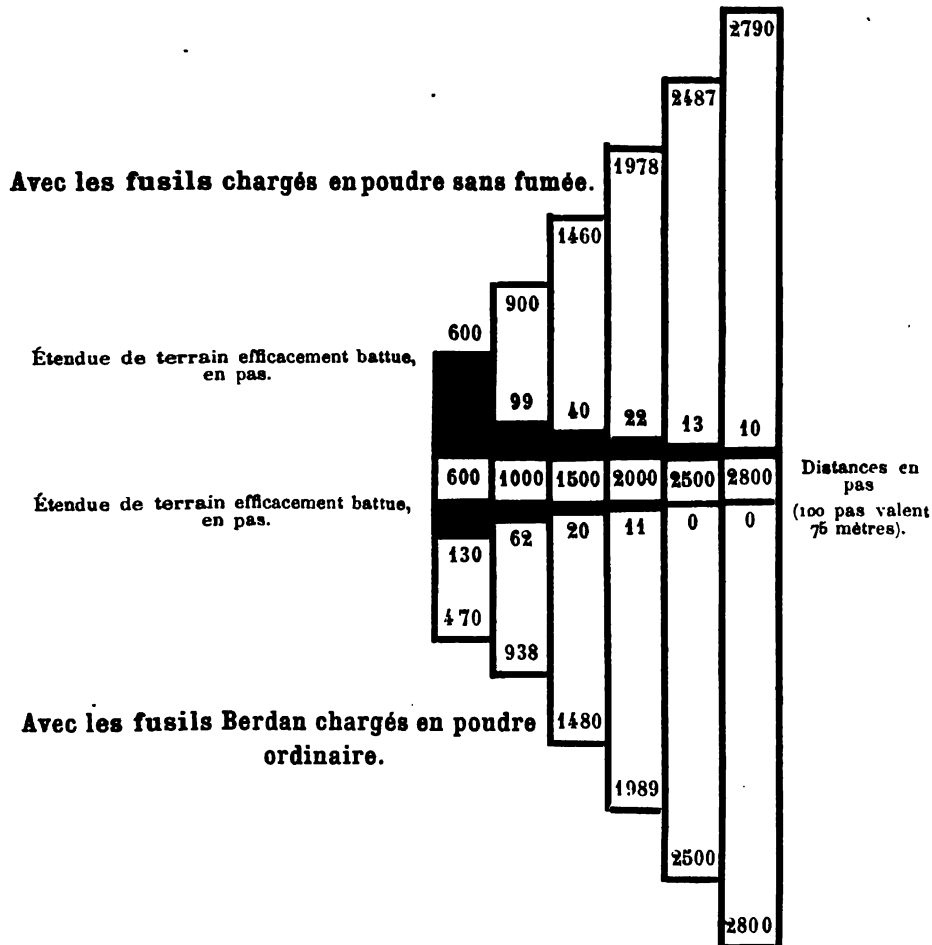 2790
2487
1978
Avec les fusils chargés en poudre sans fumée.
1460
900
600
Étendue de terrain efficacement battue,
en pas.
99
40
22
13
10
600
1000
1500
2000
2500
2800
Distances en
pas
(100 pas valent
75 mètres).
Étendue de terrain efficacement battue,
en pas.
130
62
20
11
0
0
470
938
Avec les fusils Berdan chargés en poudre
ordinaire.
1480
1989
2500
2800